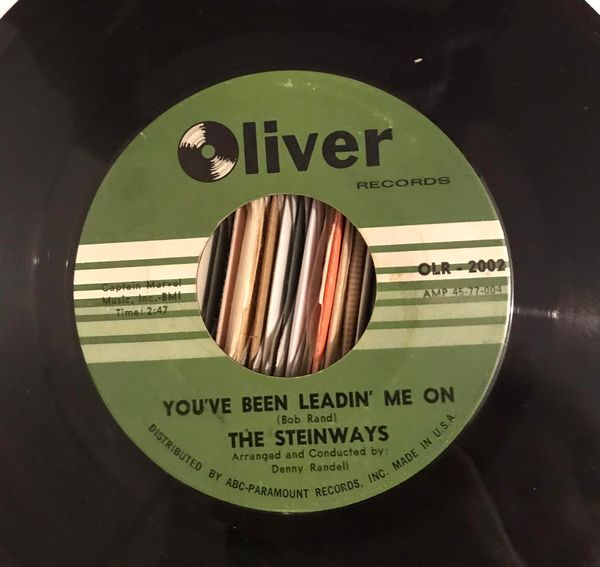 Oliver
RECORDS
OLR - 2002
AMP 45-77-004
Captain Marvel
Music, Inc.-BMI
Time: 2:47
YOU'VE BEEN LEADIN' ME ON
(Bob Rand)
THE STEINWAYS
Arranged and Conducted by:
Denny Randell
DISTRIBUTED BY ABC-PARAMOUNT RECORDS, INC. MADE IN U.S.A.